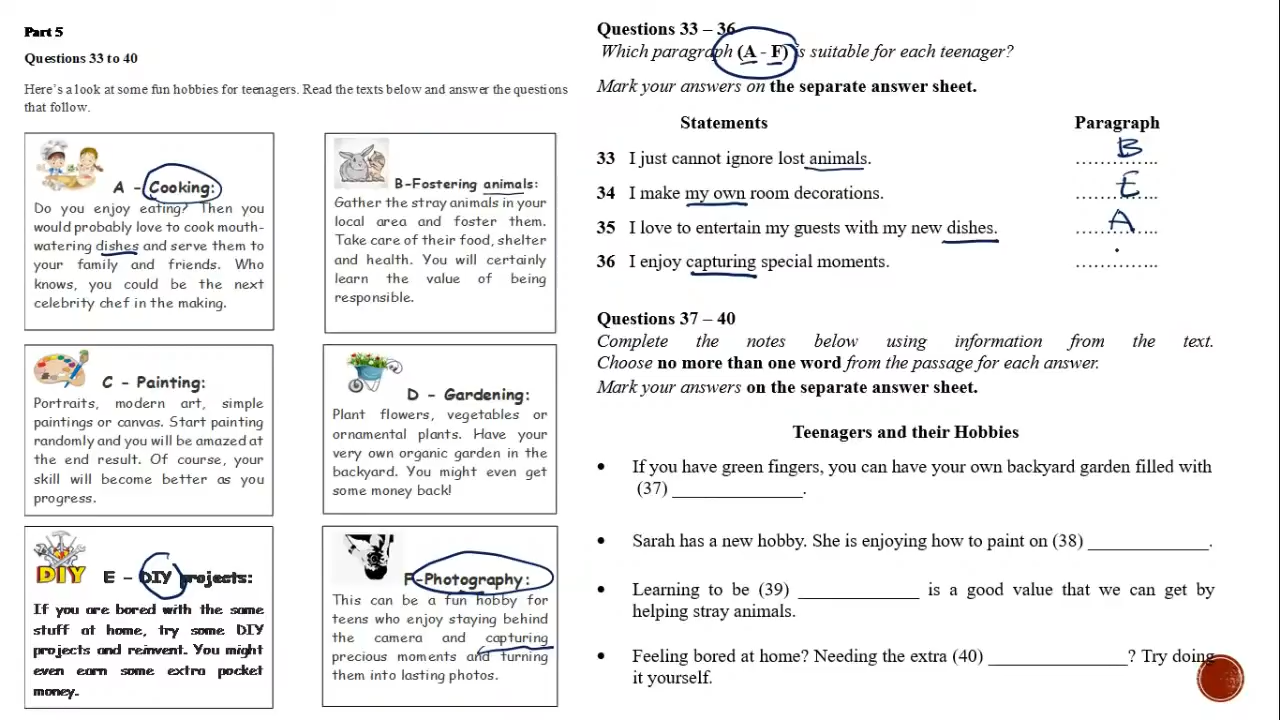 Part 5
Questions 33 to 40
Here's a look at some fun hobbies for teenagers. Read the texts below and answer the questions
that follow.
A - Cooking:
Do you enjoy eating? Then you
would probably love to cook mouth-
watering dishes and serve them to
your family and friends. Who
knows, you could be the next
celebrity chef in the making.
B-Fostering animals:
Gather the stray animals in your
local area and foster them.
Take care of their food, shelter
and health. You will certainly
learn the value of being
responsible.
C - Painting:
Portraits, modern art, simple
paintings or canvas. Start painting
randomly and you will be amazed at
the end result. Of course, your
skill will become better as you
progress.
D - Gardening:
Plant flowers, vegetables or
ornamental plants. Have your
very own organic garden in the
backyard. You might even get
some money back!
DIY
E - DIY projects:
If you are bored with the same
stuff at home, try some DIY
projects and reinvent. You might
even earn some extra pocket
money.
F-Photography:
This can be a fun hobby for
teens who enjoy staying behind
the camera and capturing
precious moments and turning
them into lasting photos.
Questions 33 – 36
Which paragraph (A - F) is suitable for each teenager?
Mark your answers on the separate answer sheet.
Statements Paragraph
33 I just cannot ignore lost animals. B
34 I make my own room decorations. E
35 I love to entertain my guests with my new dishes. A
36 I enjoy capturing special moments. …………..
Questions 37 – 40
Complete the notes below using information from the text.
Choose no more than one word from the passage for each answer.
Mark your answers on the separate answer sheet.
Teenagers and their Hobbies
• If you have green fingers, you can have your own backyard garden filled with
(37) ______________.
• Sarah has a new hobby. She is enjoying how to paint on (38) _____________.
• Learning to be (39) _____________ is a good value that we can get by
helping stray animals.
• Feeling bored at home? Needing the extra (40) _______________? Try doing
it yourself.